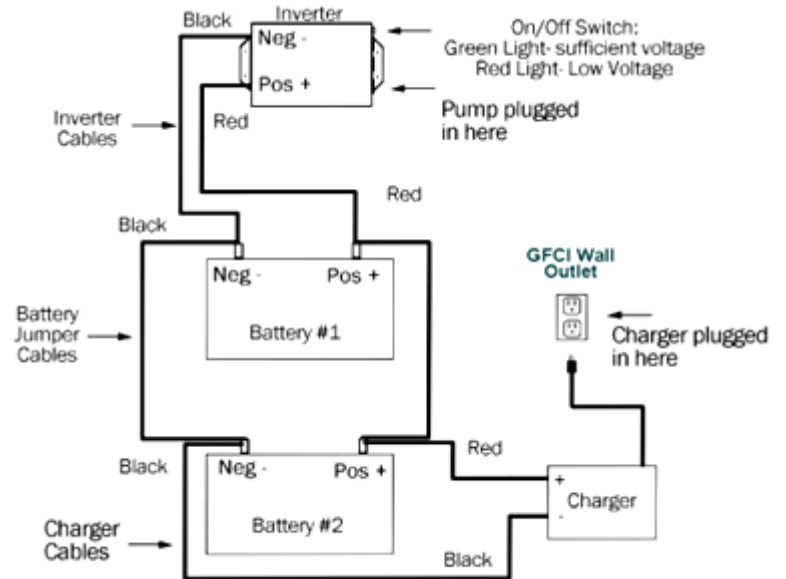 Black
Inverter
Neg -
Pos +
On/Off Switch:
Green Light- sufficient voltage
Red Light- Low Voltage
Pump plugged
in here
Inverter
Cables
Red
Red
Black
Neg -
Pos +
Battery #1
GFCI Wall
Outlet
Charger plugged
in here
Battery
Jumper
Cables
Black
Neg -
Pos +
Battery #2
Red
+
-
Charger
Charger
Cables
Black